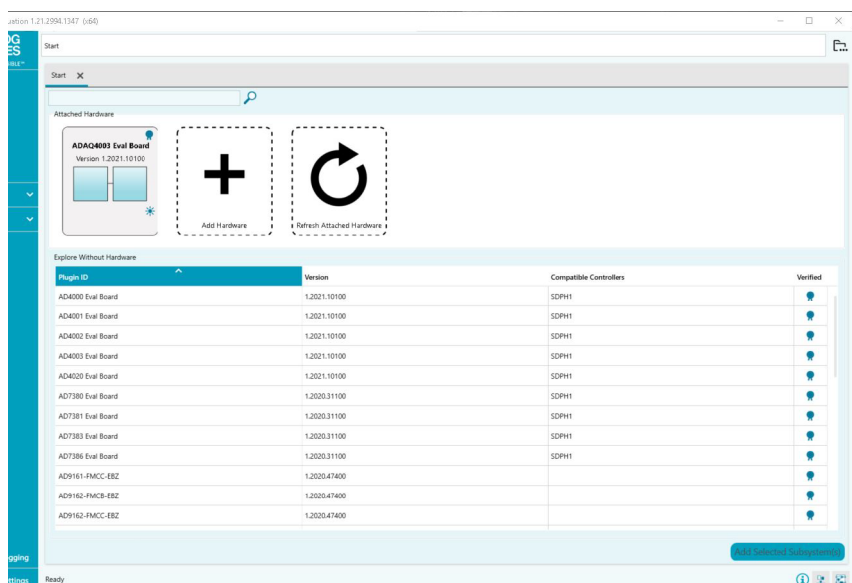 uation 1.21.2994.1347 (x64)
OG
ES
Start
Start
Attached Hardware
ADAQ4003 Eval Board
Version 1.2021.10100
Add Hardware
Refresh Attached Hardware
Explore Without Hardware
Plugin ID Version Compatible Controllers Verified
AD4000 Eval Board 1.2021.10100 SDPH1
AD4001 Eval Board 1.2021.10100 SDPH1
AD4002 Eval Board 1.2021.10100 SDPH1
AD4003 Eval Board 1.2021.10100 SDPH1
AD4020 Eval Board 1.2021.10100 SDPH1
AD7380 Eval Board 1.2020.31100 SDPH1
AD7381 Eval Board 1.2020.31100 SDPH1
AD7383 Eval Board 1.2020.31100 SDPH1
AD7386 Eval Board 1.2020.31100 SDPH1
AD9161-FMCC-EBZ 1.2020.47400
AD9162-FMCB-EBZ 1.2020.47400
AD9162-FMCC-EBZ 1.2020.47400
Add Selected Subsystem(s)
gging
ttings
Ready